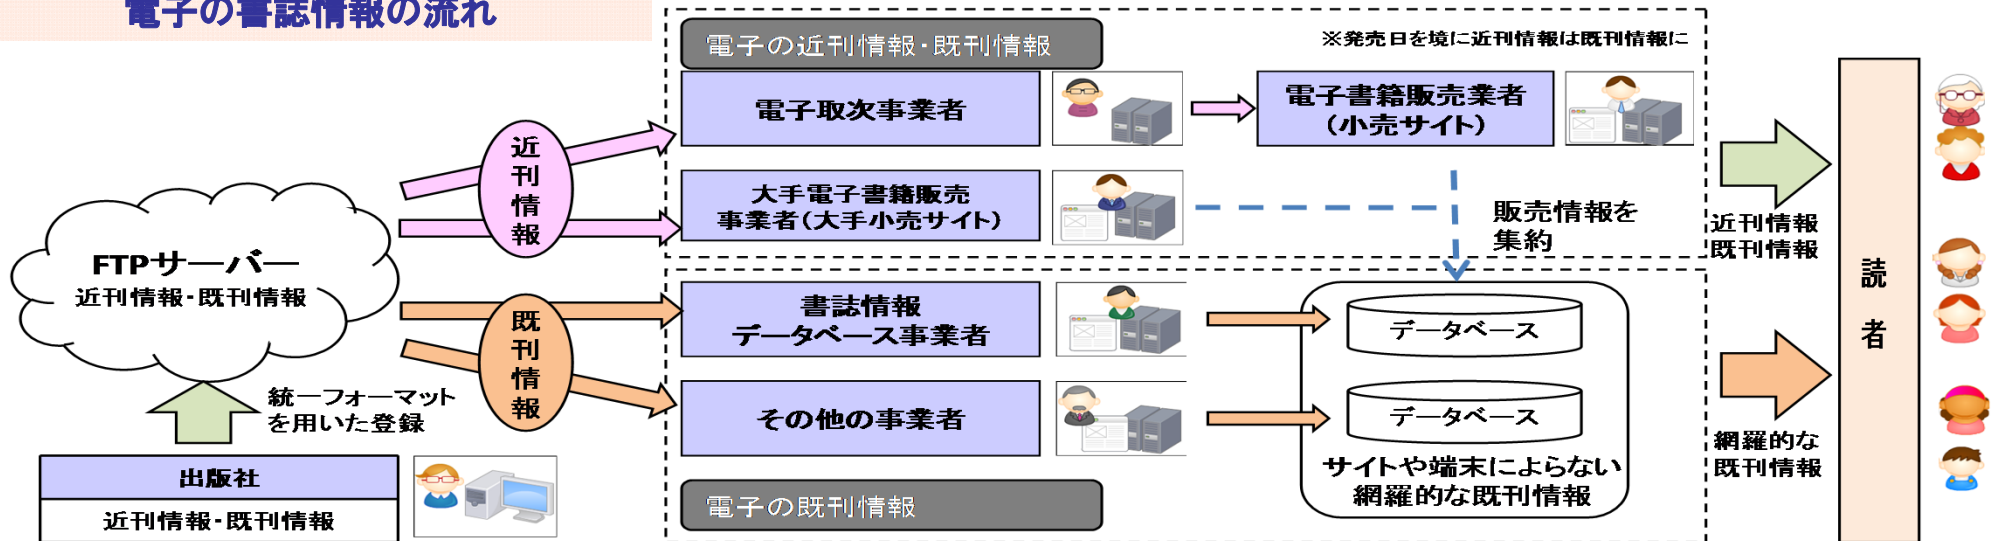 電子の書誌情報の流れ
電子の近刊情報・既刊情報
※発売日を境に近刊情報は既刊情報に
電子取次事業者
電子書籍販売業者
(小売サイト)
近刊情報
大手電子書籍販売
事業者(大手小売サイト)
販売情報を
集約
近刊情報
既刊情報
FTPサーバー
近刊情報・既刊情報
既刊情報
書誌情報
データベース事業者
データベース
その他の事業者
データベース
サイトや端末によらない
網羅的な既刊情報
電子の既刊情報
網羅的な
既刊情報
読者
統一フォーマット
を用いた登録
出版社
近刊情報・既刊情報